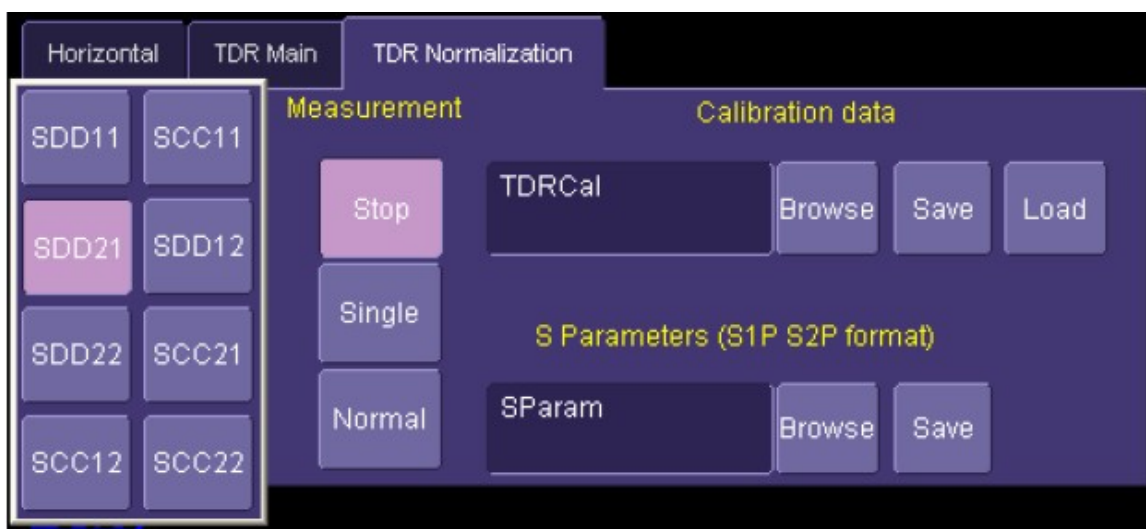 Horizontal TDR Main TDR Normalization
SDD11 SCC11
SDD21 SDD12
SDD22 SCC21
SCC12 SCC22
Measurement
Stop
Single
Normal
Calibration data
TDRCal Browse Save Load
S Parameters (S1P S2P format)
SParam Browse Save